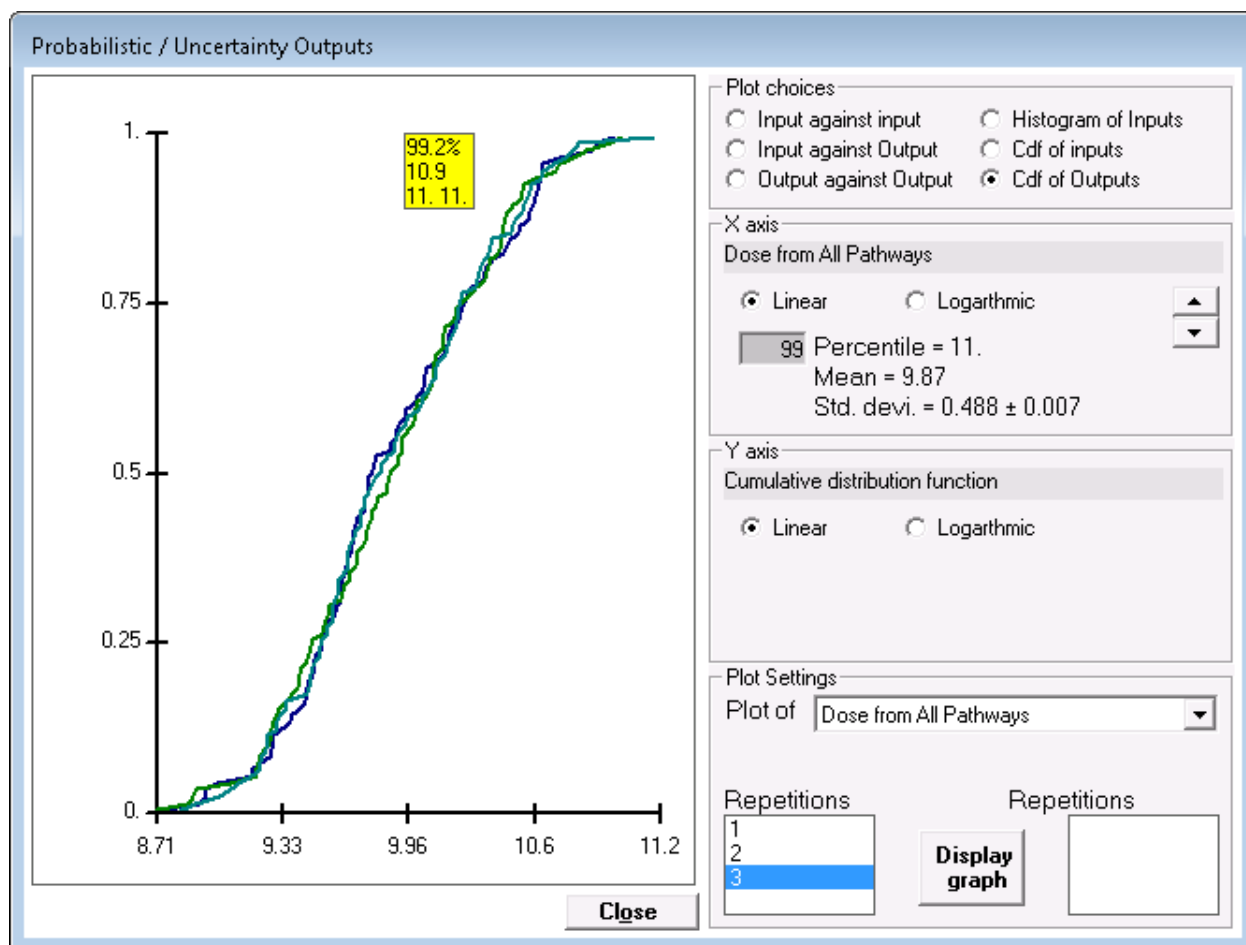 Probabilistic / Uncertainty Outputs
99.2%
10.9
11. 11.
1.
0.75
0.5
0.25
0.
8.71 9.33 9.96 10.6 11.2
Close
Plot choices
Input against input Histogram of Inputs
Input against Output Cdf of inputs
Output against Output Cdf of Outputs
X axis
Dose from All Pathways
Linear Logarithmic
99 Percentile = 11.
Mean = 9.87
Std. devi. = 0.488 ± 0.007
Y axis
Cumulative distribution function
Linear Logarithmic
Plot Settings
Plot of Dose from All Pathways
Repetitions Repetitions
1
2
3
Display
graph